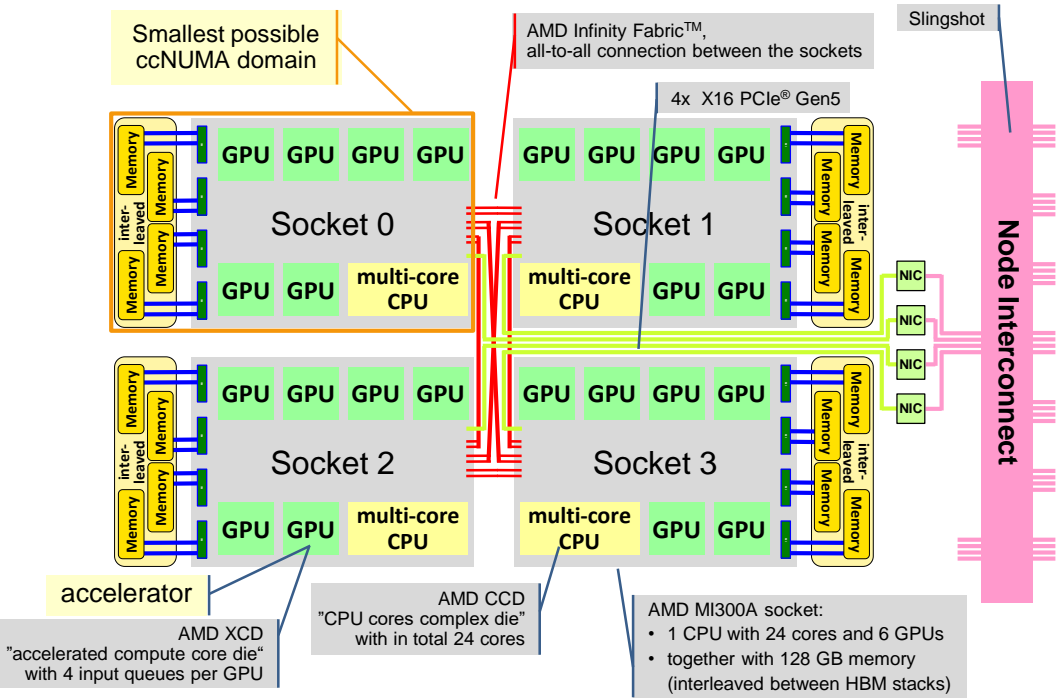 Smallest possible
ccNUMA domain
AMD Infinity Fabric™,
all-to-all connection between the sockets
Slingshot
4x X16 PCIe® Gen5
Memory
Memory
Memory
Memory
inter-
leaved
GPU GPU GPU GPU
Socket 0
GPU GPU
multi-core
CPU
GPU GPU GPU GPU
Socket 1
multi-core
CPU
GPU GPU
Memory
Memory
Memory
Memory
inter-
leaved
NIC
NIC
NIC
NIC
Node Interconnect
Memory
Memory
Memory
Memory
inter-
leaved
GPU GPU GPU GPU
Socket 2
GPU GPU
multi-core
CPU
GPU GPU GPU GPU
Socket 3
multi-core
CPU
GPU GPU
Memory
Memory
Memory
Memory
inter-
leaved
accelerator
AMD XCD
"accelerated compute core die“
with 4 input queues per GPU
AMD CCD
"CPU cores complex die”
with in total 24 cores
AMD MI300A socket:
• 1 CPU with 24 cores and 6 GPUs
• together with 128 GB memory
(interleaved between HBM stacks)